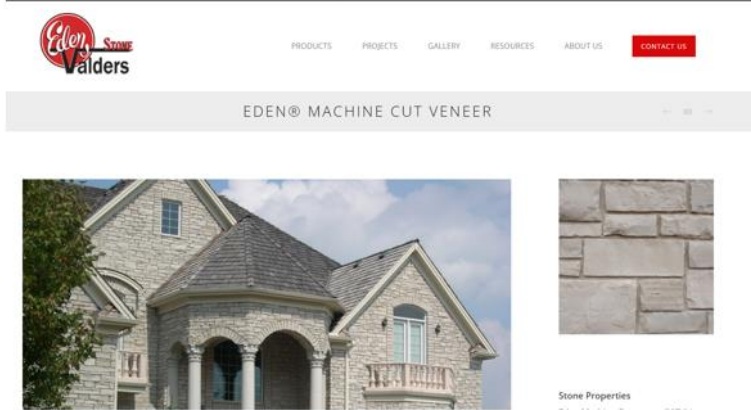 Eden STONE
Valders
PRODUCTS PROJECTS GALLERY RESOURCES ABOUT US CONTACT US
EDEN® MACHINE CUT VENEER
Stone Properties